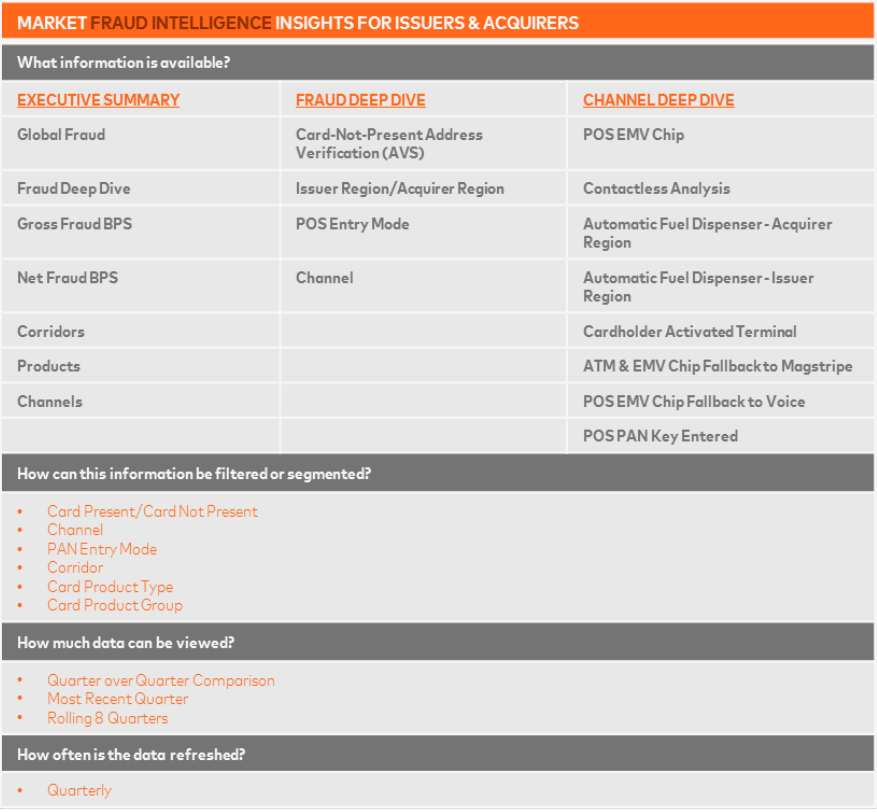 MARKET FRAUD INTELLIGENCE INSIGHTS FOR ISSUERS & ACQUIRERS
What information is available?
EXECUTIVE SUMMARY FRAUD DEEP DIVE CHANNEL DEEP DIVE
Global Fraud Card-Not-Present Address POS EMV Chip
Verification (AVS)
Fraud Deep Dive Issuer Region/Acquirer Region Contactless Analysis
Gross Fraud BPS POS Entry Mode Automatic Fuel Dispenser - Acquirer
Region
Net Fraud BPS Channel Automatic Fuel Dispenser - Issuer
Region
Corridors Cardholder Activated Terminal
Products ATM & EMV Chip Fallback to Magstripe
Channels POS EMV Chip Fallback to Voice
POS PAN Key Entered
How can this information be filtered or segmented?
• Card Present/Card Not Present
• Channel
• PAN Entry Mode
• Corridor
• Card Product Type
• Card Product Group
How much data can be viewed?
• Quarter over Quarter Comparison
• Most Recent Quarter
• Rolling 8 Quarters
How often is the data refreshed?
• Quarterly